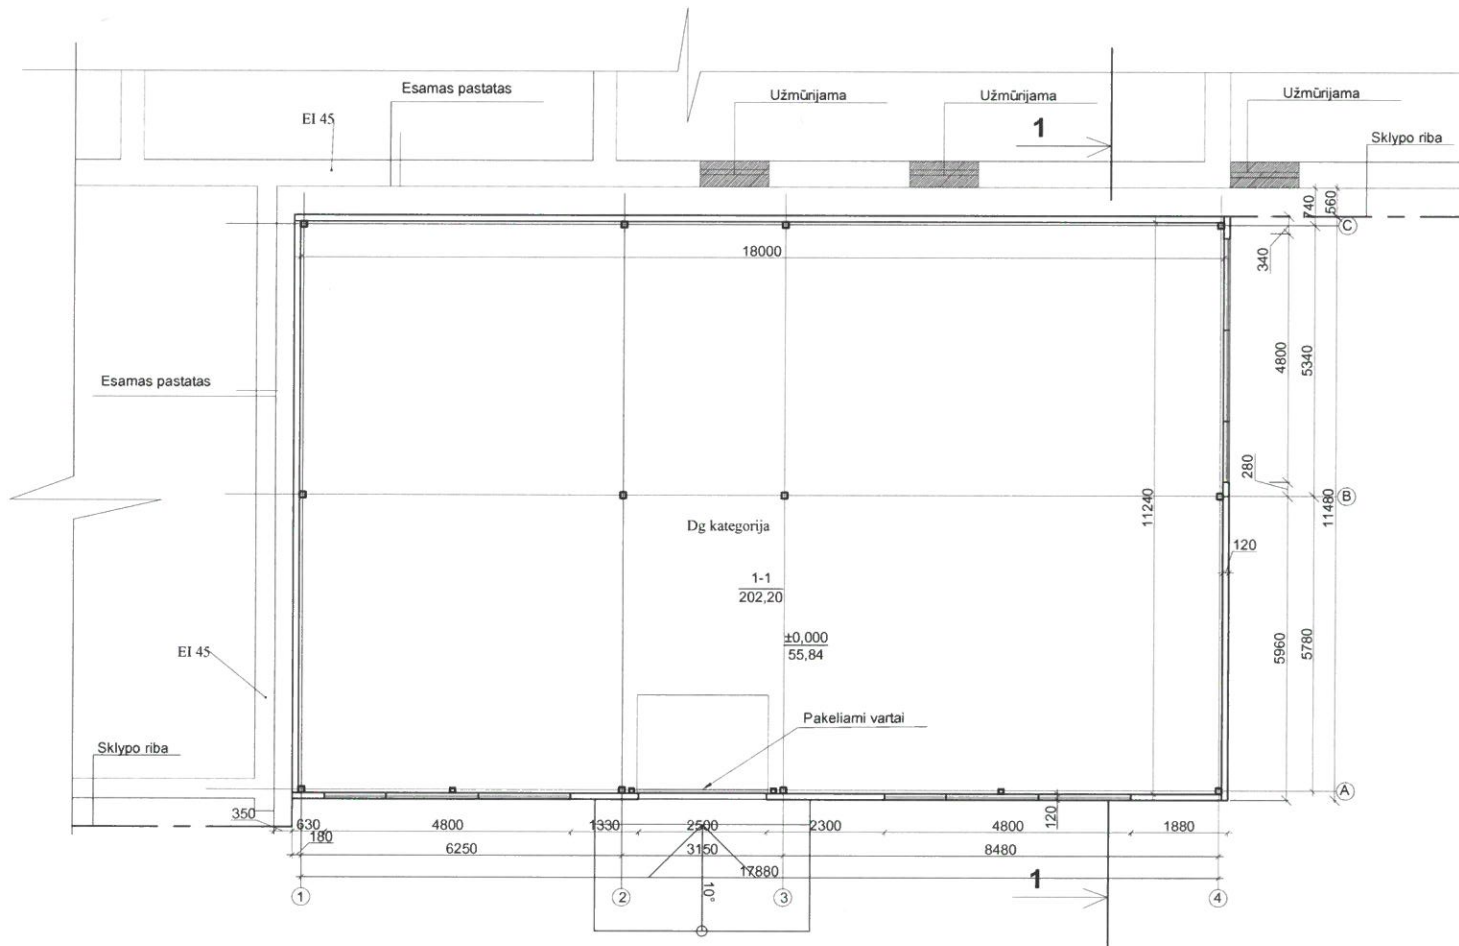 Esamas pastatas
EI 45
Užmūrijama
Užmūrijama
Užmūrijama
1
Sklypo riba
740
560
C
18000
340
4800
5340
Esamas pastatas
280
11240
11480
B
Dg kategorija
120
1-1
202,20
±0,000
55,84
5960
5780
EI 45
Pakeliami vartai
Sklypo riba
A
350
630
4800
1330
2500
2300
120
4800
1880
180
6250
3150
8480
17880
10°
1
1
2
3
4